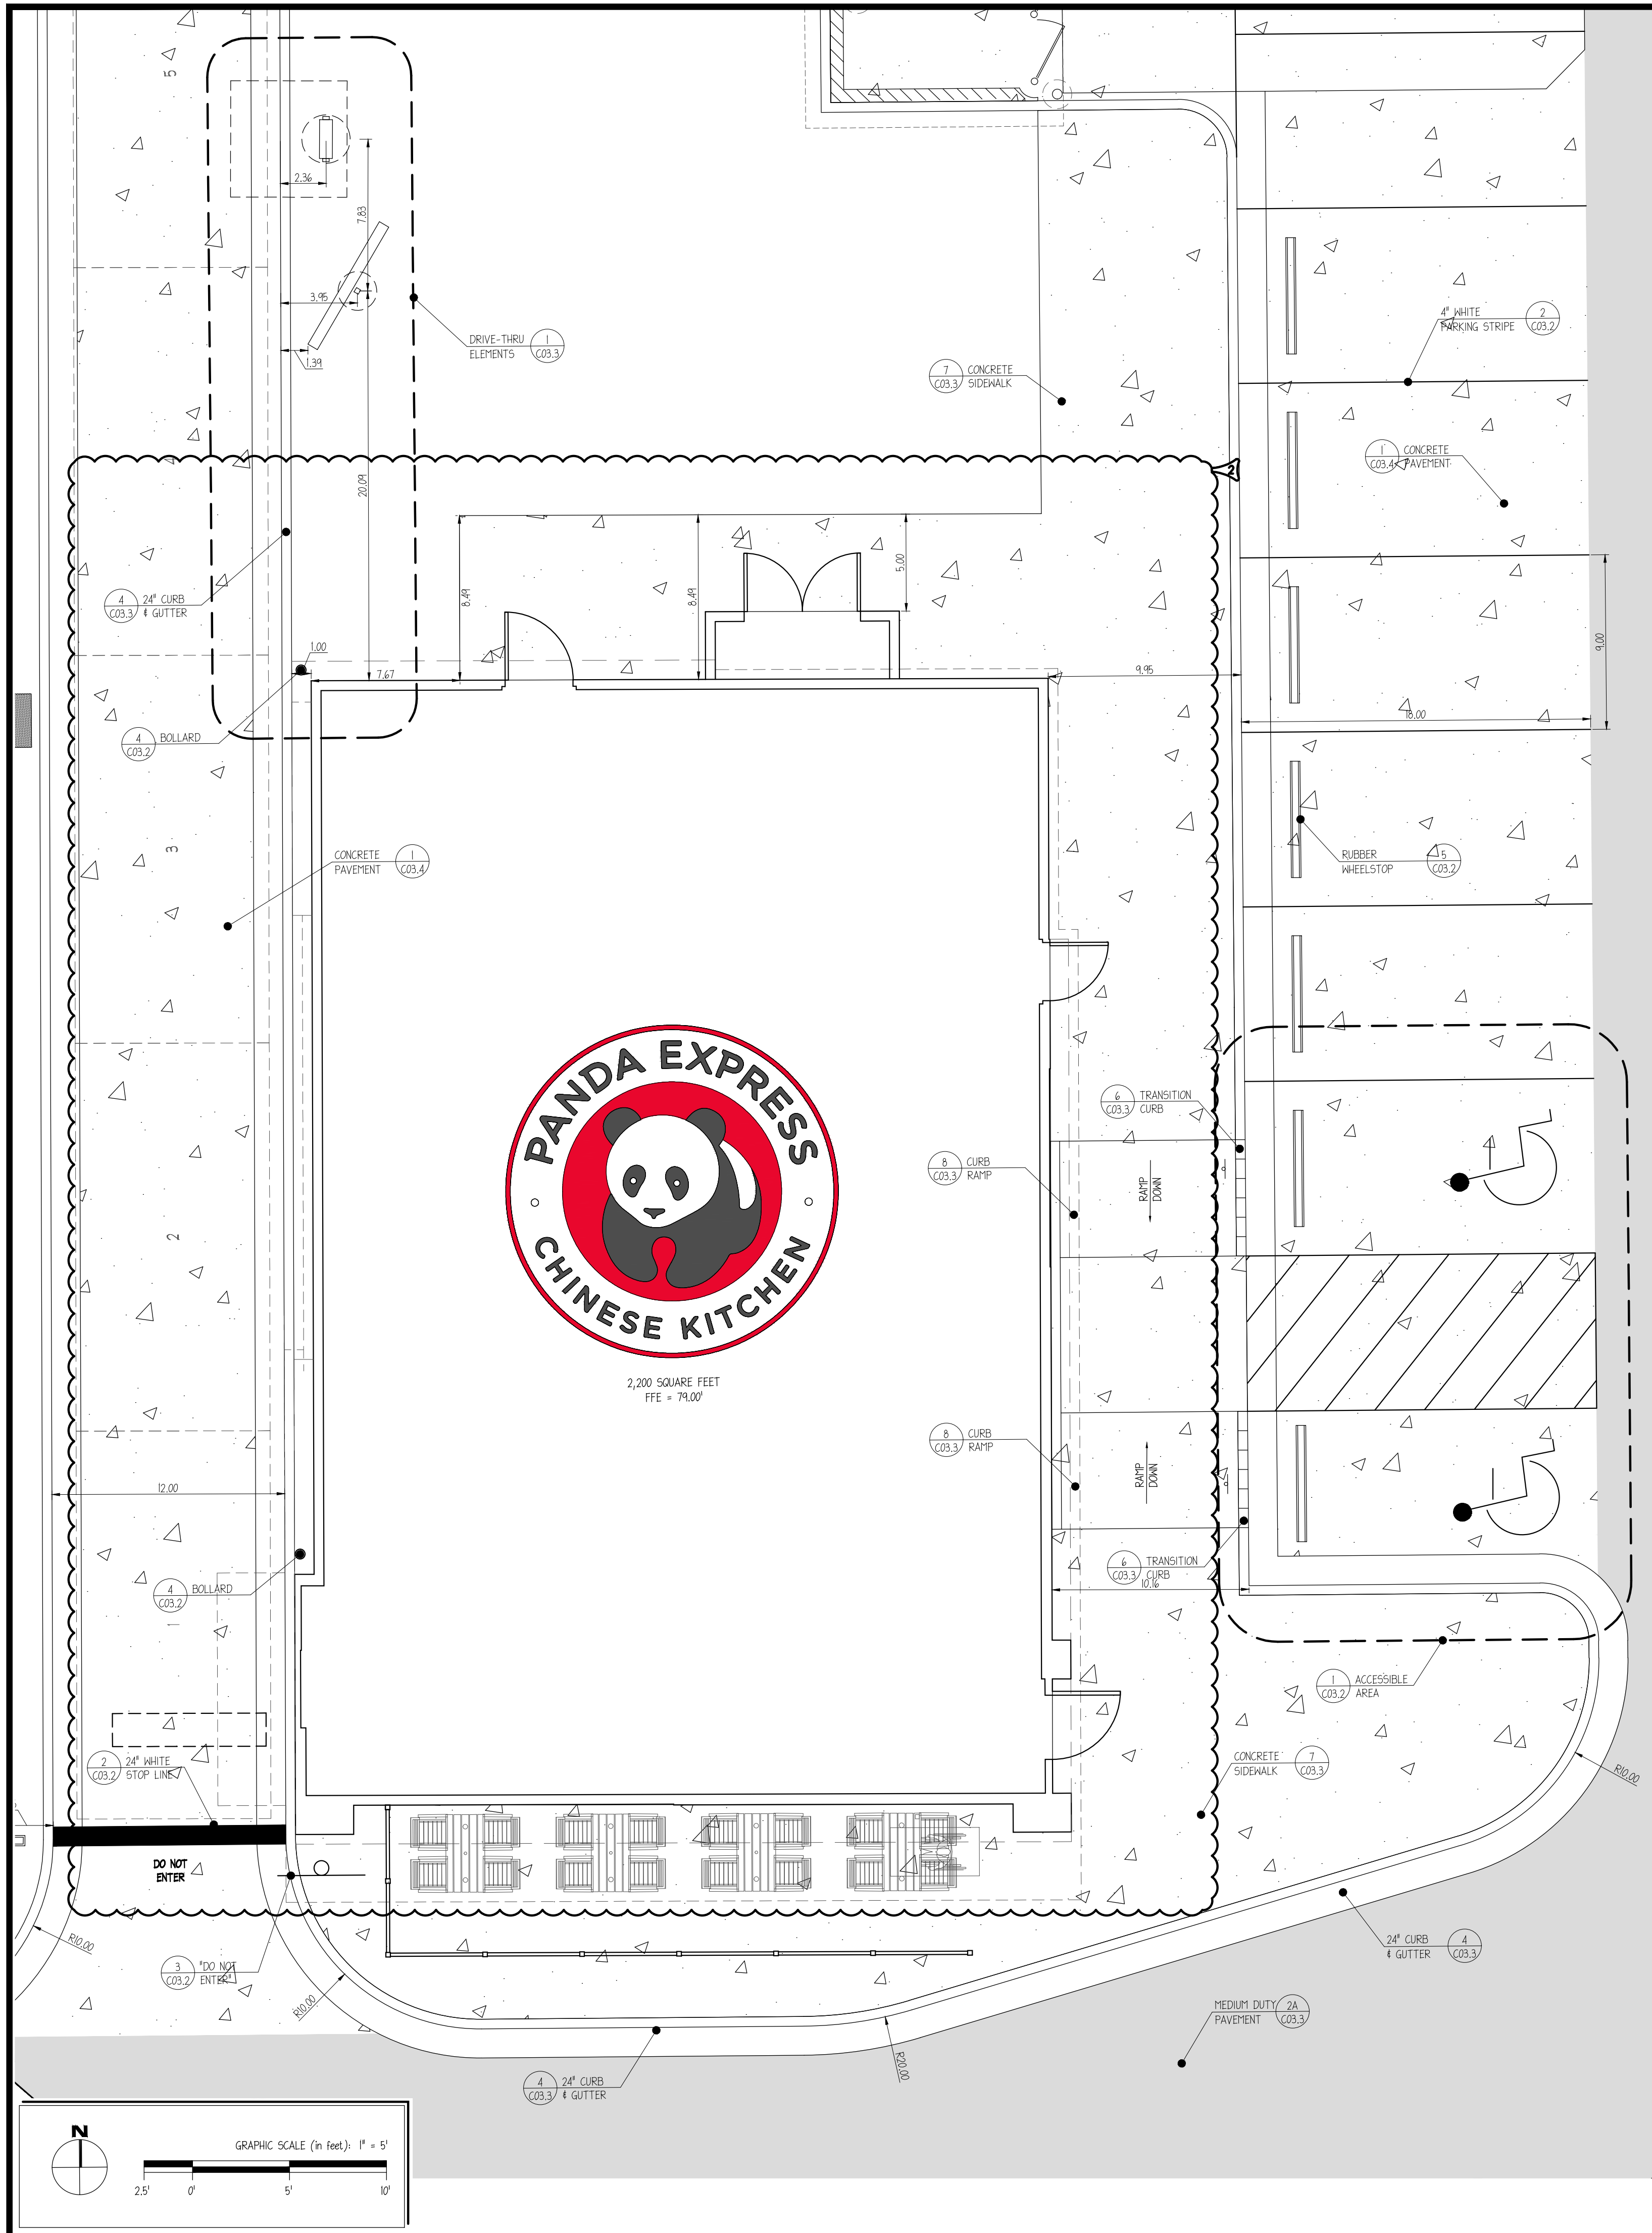 5
2.36
7.83
3.95
1.39
DRIVE-THRU
ELEMENTS
1
C03.3
4" WHITE
PARKING STRIPE
2
C03.2
7
C03.3
CONCRETE
SIDEWALK
1
C03.4
CONCRETE
PAVEMENT
4
2
20.09
8.49
8.49
5.00
4
C03.3
24" CURB
& GUTTER
1.00
7.67
9.95
9.00
18.00
4
C03.2
BOLLARD
3
CONCRETE
PAVEMENT
1
C03.4
RUBBER
WHEELSTOP
5
C03.2
PANDA EXPRESS
CHINESE KITCHEN
2,200 SQUARE FEET
FFE = 79.00'
6
C03.3
TRANSITION
CURB
8
C03.3
CURB
RAMP
RAMP
DOWN
2
8
C03.3
CURB
RAMP
RAMP
DOWN
12.00
6
C03.3
TRANSITION
CURB
10.16
4
C03.2
BOLLARD
1
1
C03.2
ACCESSIBLE
AREA
2
C03.2
24" WHITE
STOP LINE
CONCRETE
SIDEWALK
7
C03.3
R10.00
DO NOT
ENTER
R10.00
3
C03.2
"DO NOT
ENTER"
R10.00
24" CURB
& GUTTER
4
C03.3
MEDIUM DUTY
PAVEMENT
2A
C03.3
R20.00
4
C03.3
24" CURB
& GUTTER
N
GRAPHIC SCALE (in feet): 1" = 5'
2.5'
0'
5'
10'